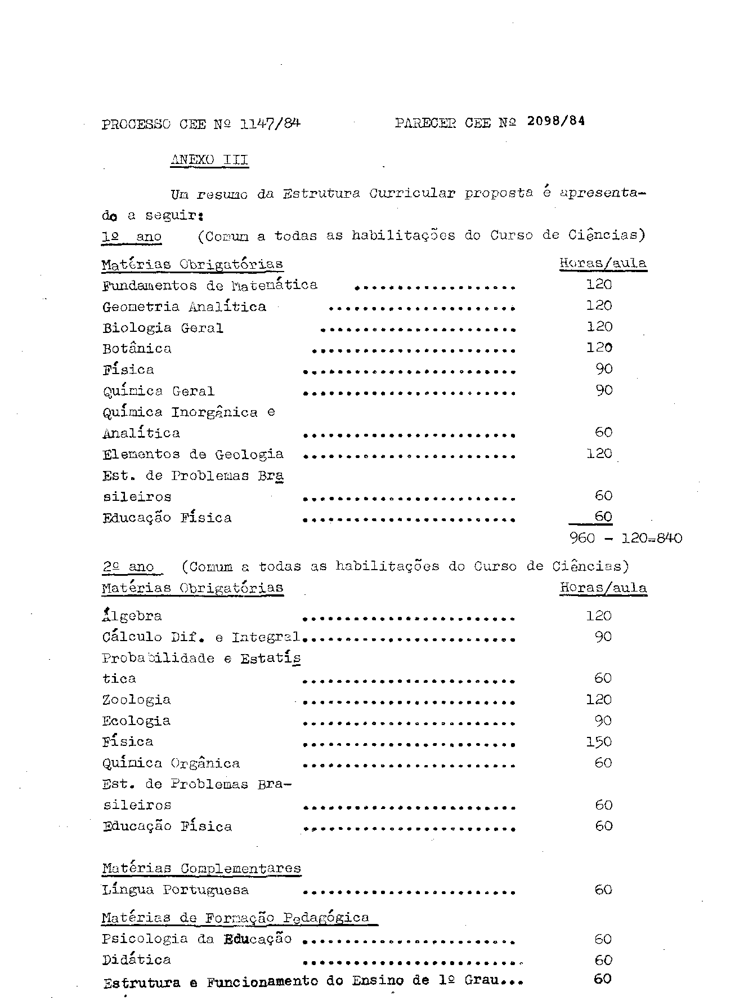 PROCESSO CEE Nº 1147/84 PARECER CEE Nº 2098/84
ANEXO III
Um resumo da Estrutura Curricular proposta é apresenta-
do a seguir:
1º ano (Comum a todas as habilitações do Curso de Ciências)
Matérias Obrigatórias Horas/aula
Fundamentos de Matemática ................... 120
Geometria Analítica ...................... 120
Biologia Geral ....................... 120
Botânica ........................ 120
Física ......................... 90
Química Geral ......................... 90
Química Inorgânica e
Analítica ......................... 60
Elementos de Geologia ......................... 120
Est. de Problemas Bra
sileiros ......................... 60
Educação Física ......................... 60
960 - 120=840
2º ano (Comum a todas as habilitações do Curso de Ciências)
Matérias Obrigatórias Horas/aula
Álgebra ......................... 120
Cálculo Dif. e Integral......................... 90
Probabilidade e Estatís
tica ......................... 60
Zoologia ......................... 120
Ecologia ......................... 90
Física ......................... 150
Química Orgânica ......................... 60
Est. de Problemas Bra-
sileiros ......................... 60
Educação Física ......................... 60
Matérias Complementares
Língua Portuguesa ......................... 60
Matérias de Formação Pedagógica
Psicologia da Educação ......................... 60
Didática .......................... 60
Estrutura e Funcionamento do Ensino de 1º Grau... 60